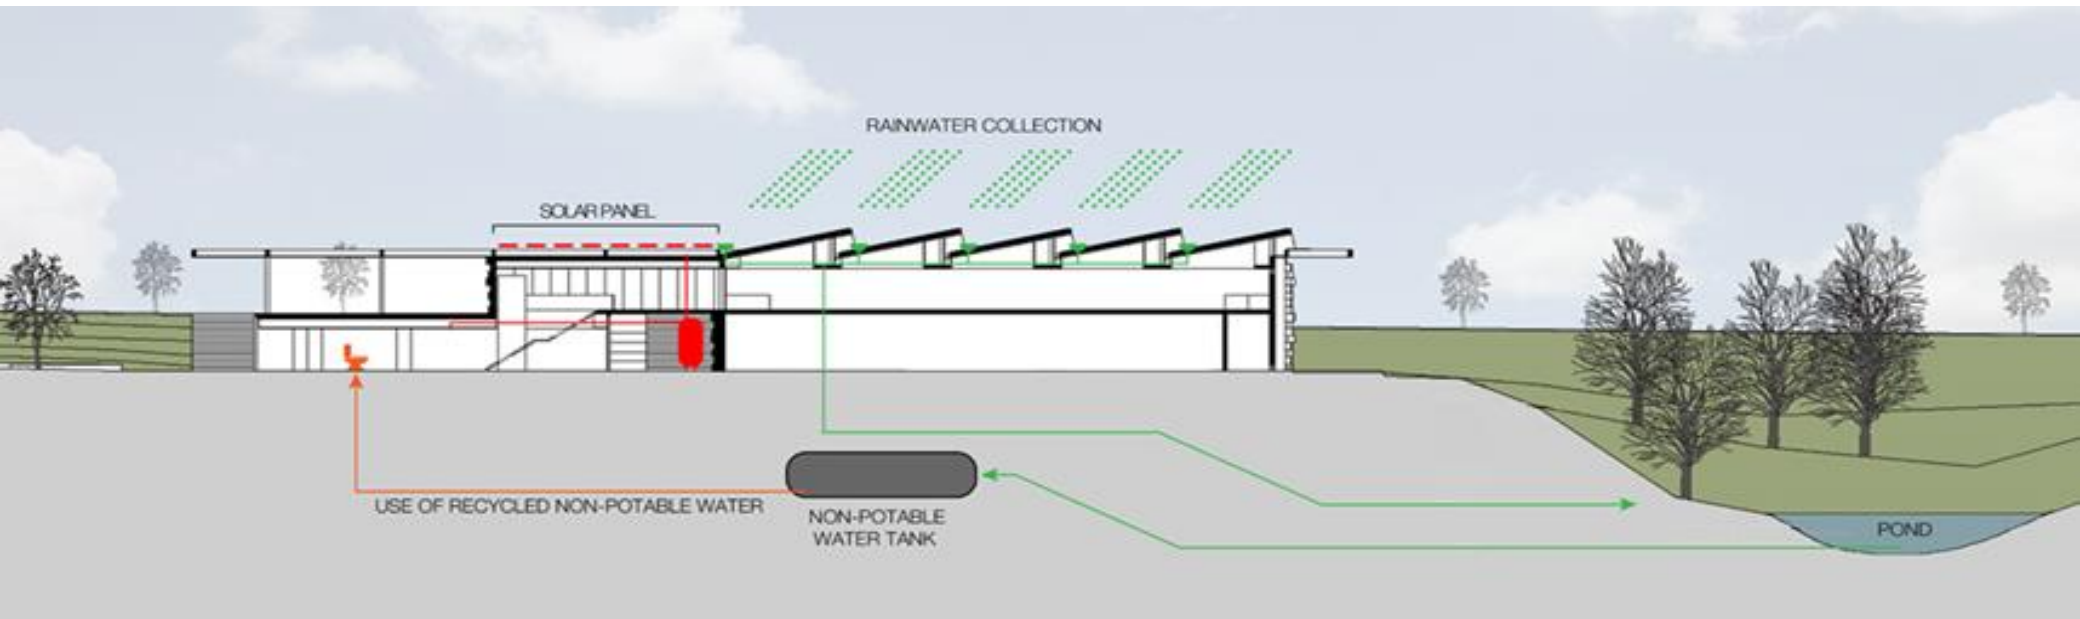 RAINWATER COLLECTION
SOLAR PANEL
USE OF RECYCLED NON-POTABLE WATER
NON-POTABLE
WATER TANK
POND